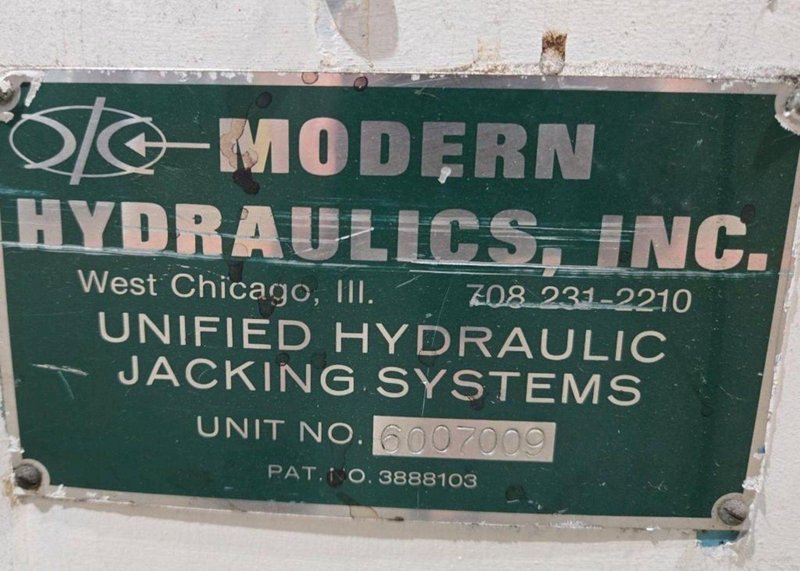 MODERN
HYDRAULICS, INC.
West Chicago, Ill. 708 231-2210
UNIFIED HYDRAULIC
JACKING SYSTEMS
UNIT NO. 6007009
PAT. NO. 3888103